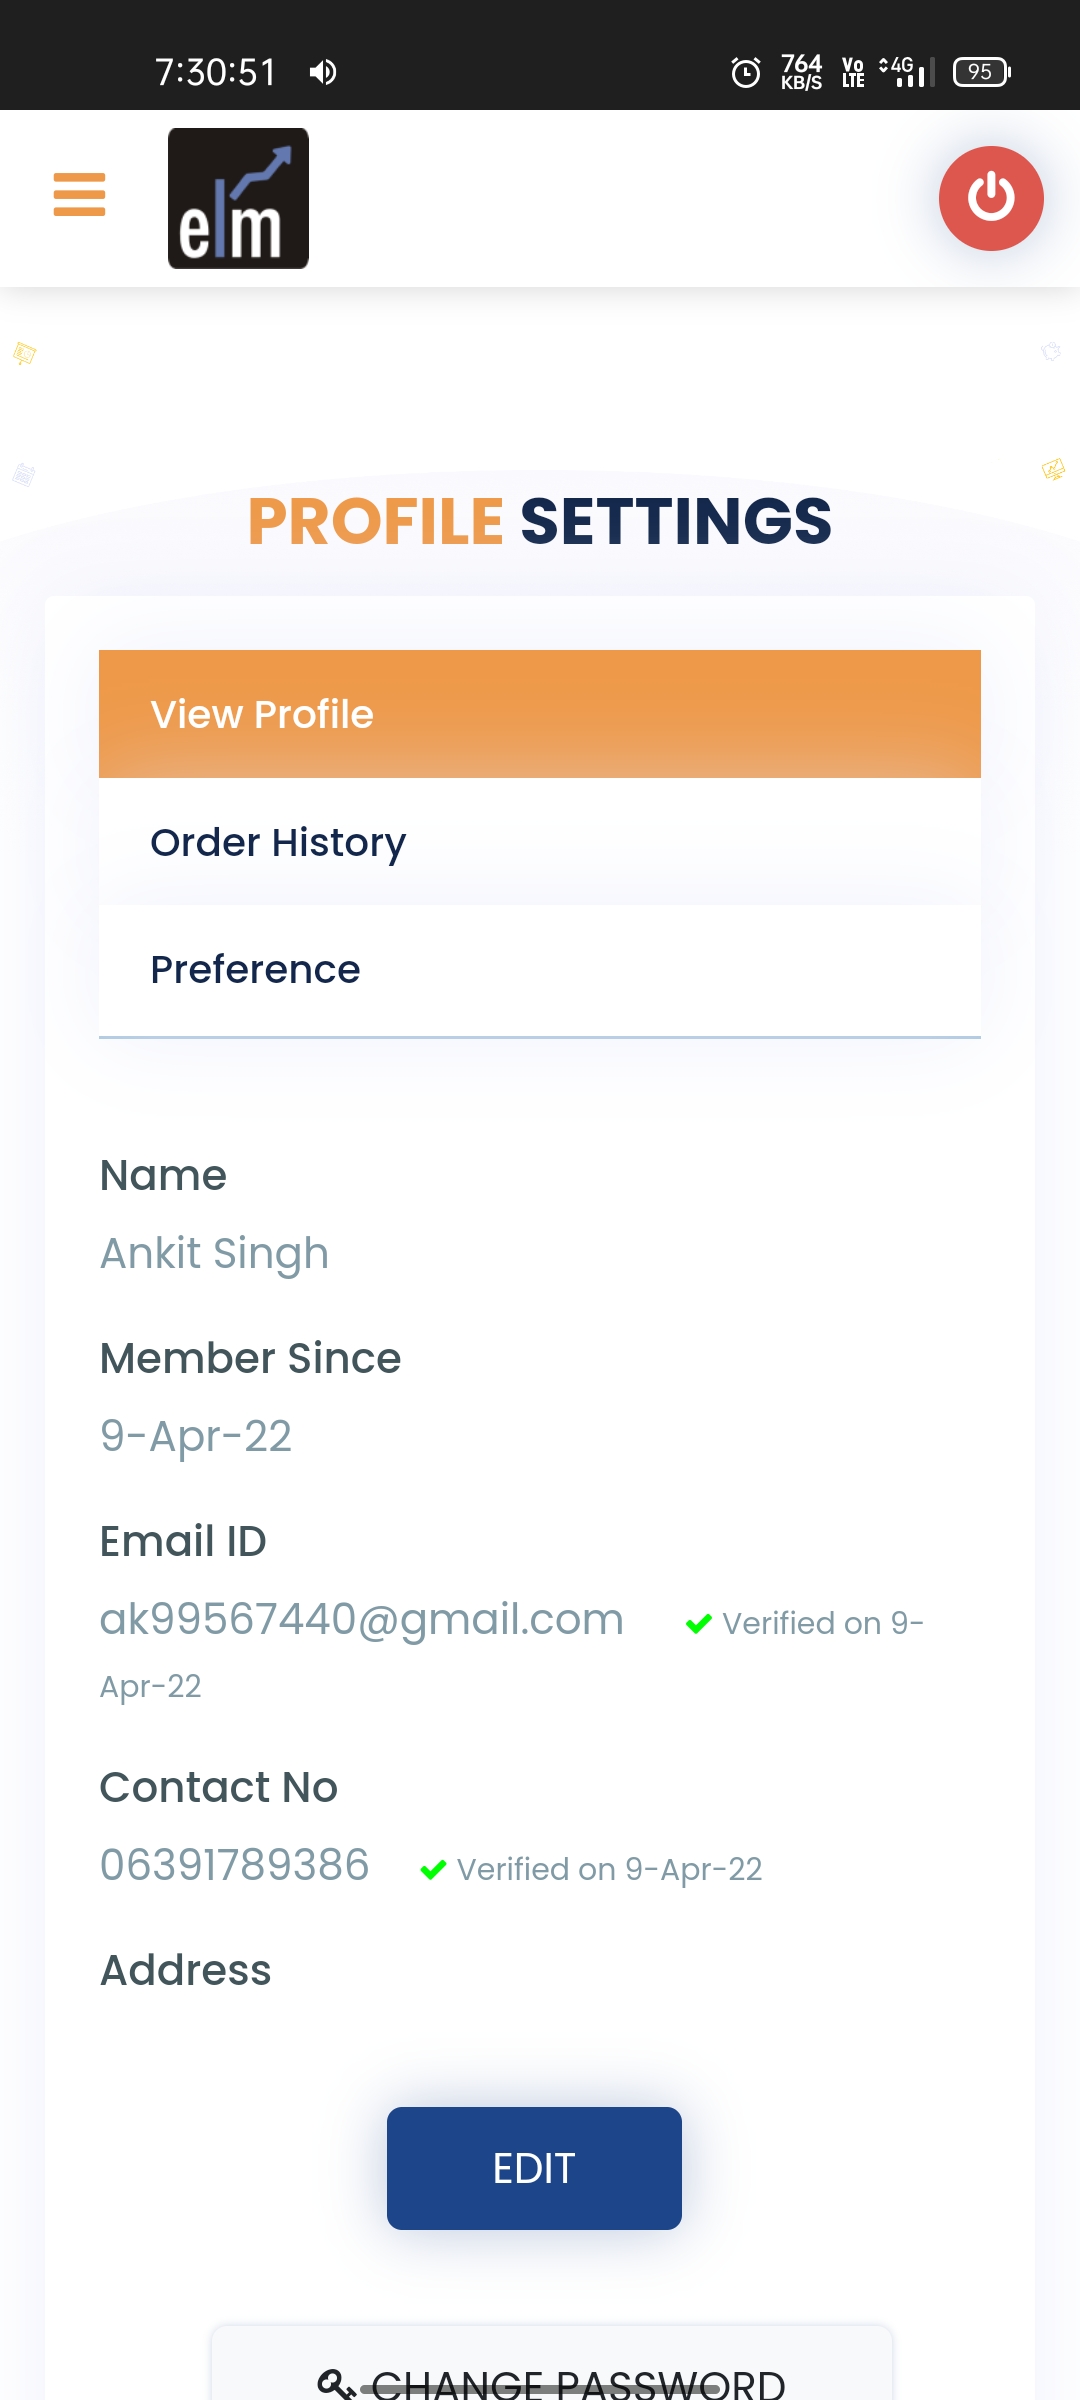 7:30:51 764 KB/S Vo LTE 4G 95
elm
PROFILE SETTINGS
View Profile
Order History
Preference
Name
Ankit Singh
Member Since
9-Apr-22
Email ID
ak99567440@gmail.com Verified on 9-
Apr-22
Contact No
06391789386 Verified on 9-Apr-22
Address
EDIT
CHANGE PASSWORD